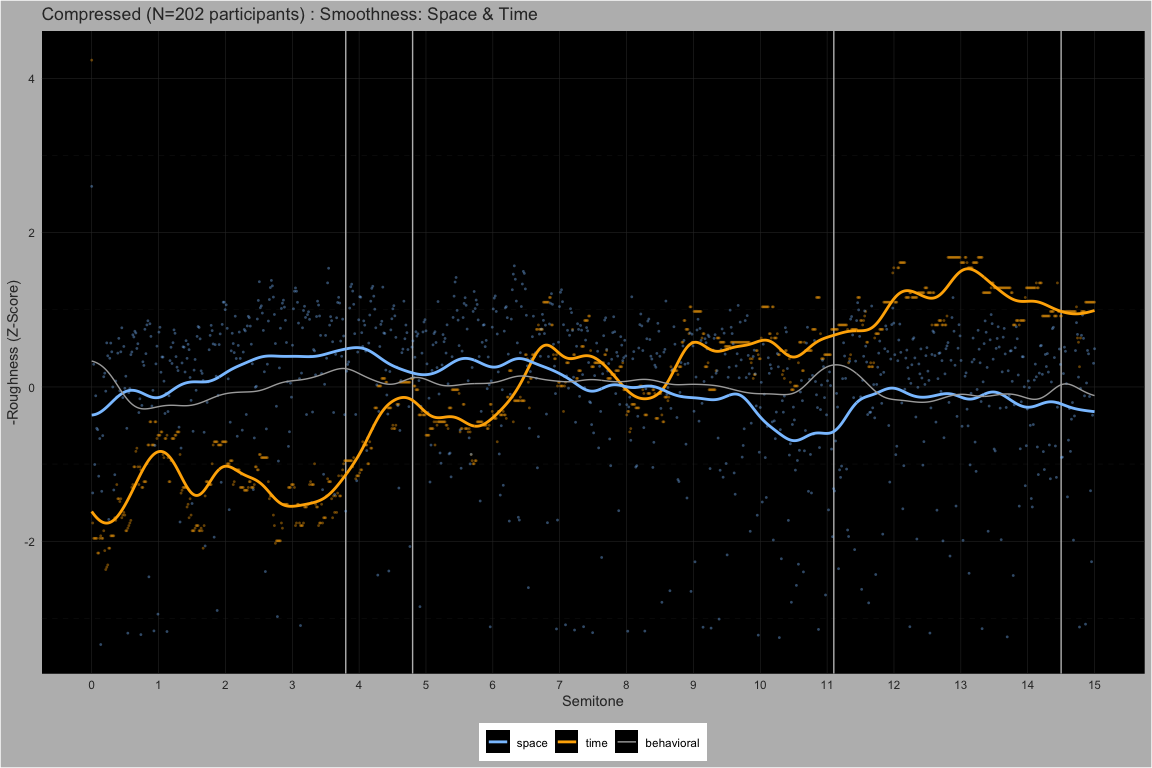 Compressed (N=202 participants) : Smoothness: Space & Time
-Roughness (Z-Score)
4
2
0
-2
0 1 2 3 4 5 6 7 8 9 10 11 12 13 14 15
Semitone
space time behavioral